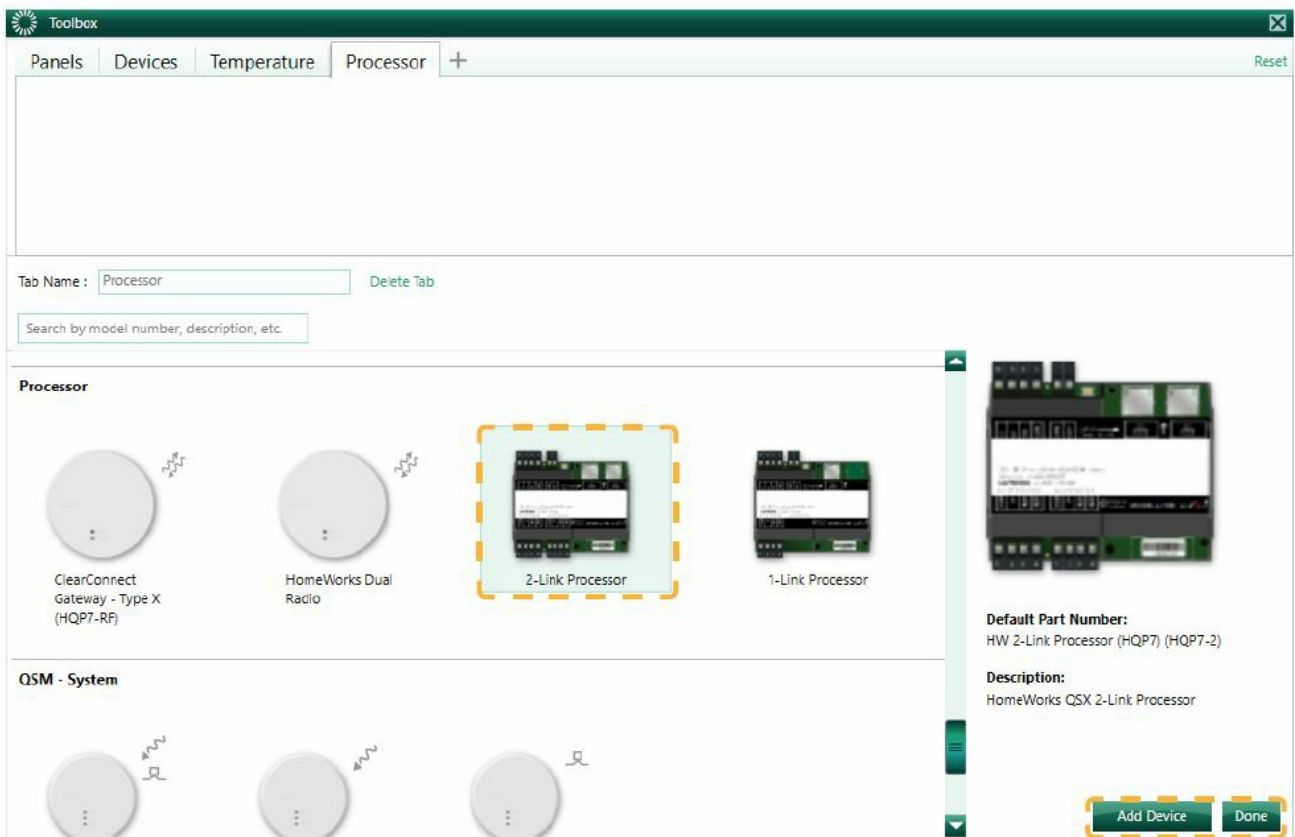 Toolbox
Panels Devices Temperature Processor + Reset
Tab Name : Processor Delete Tab
Search by model number, description, etc.
Processor
ClearConnect
Gateway - Type X
(HQP7-RF)
HomeWorks Dual
Radio
2-Link Processor
1-Link Processor
Default Part Number:
HW 2-Link Processor (HQP7) (HQP7-2)
Description:
HomeWorks QSX 2-Link Processor
QSM - System
Add Device Done